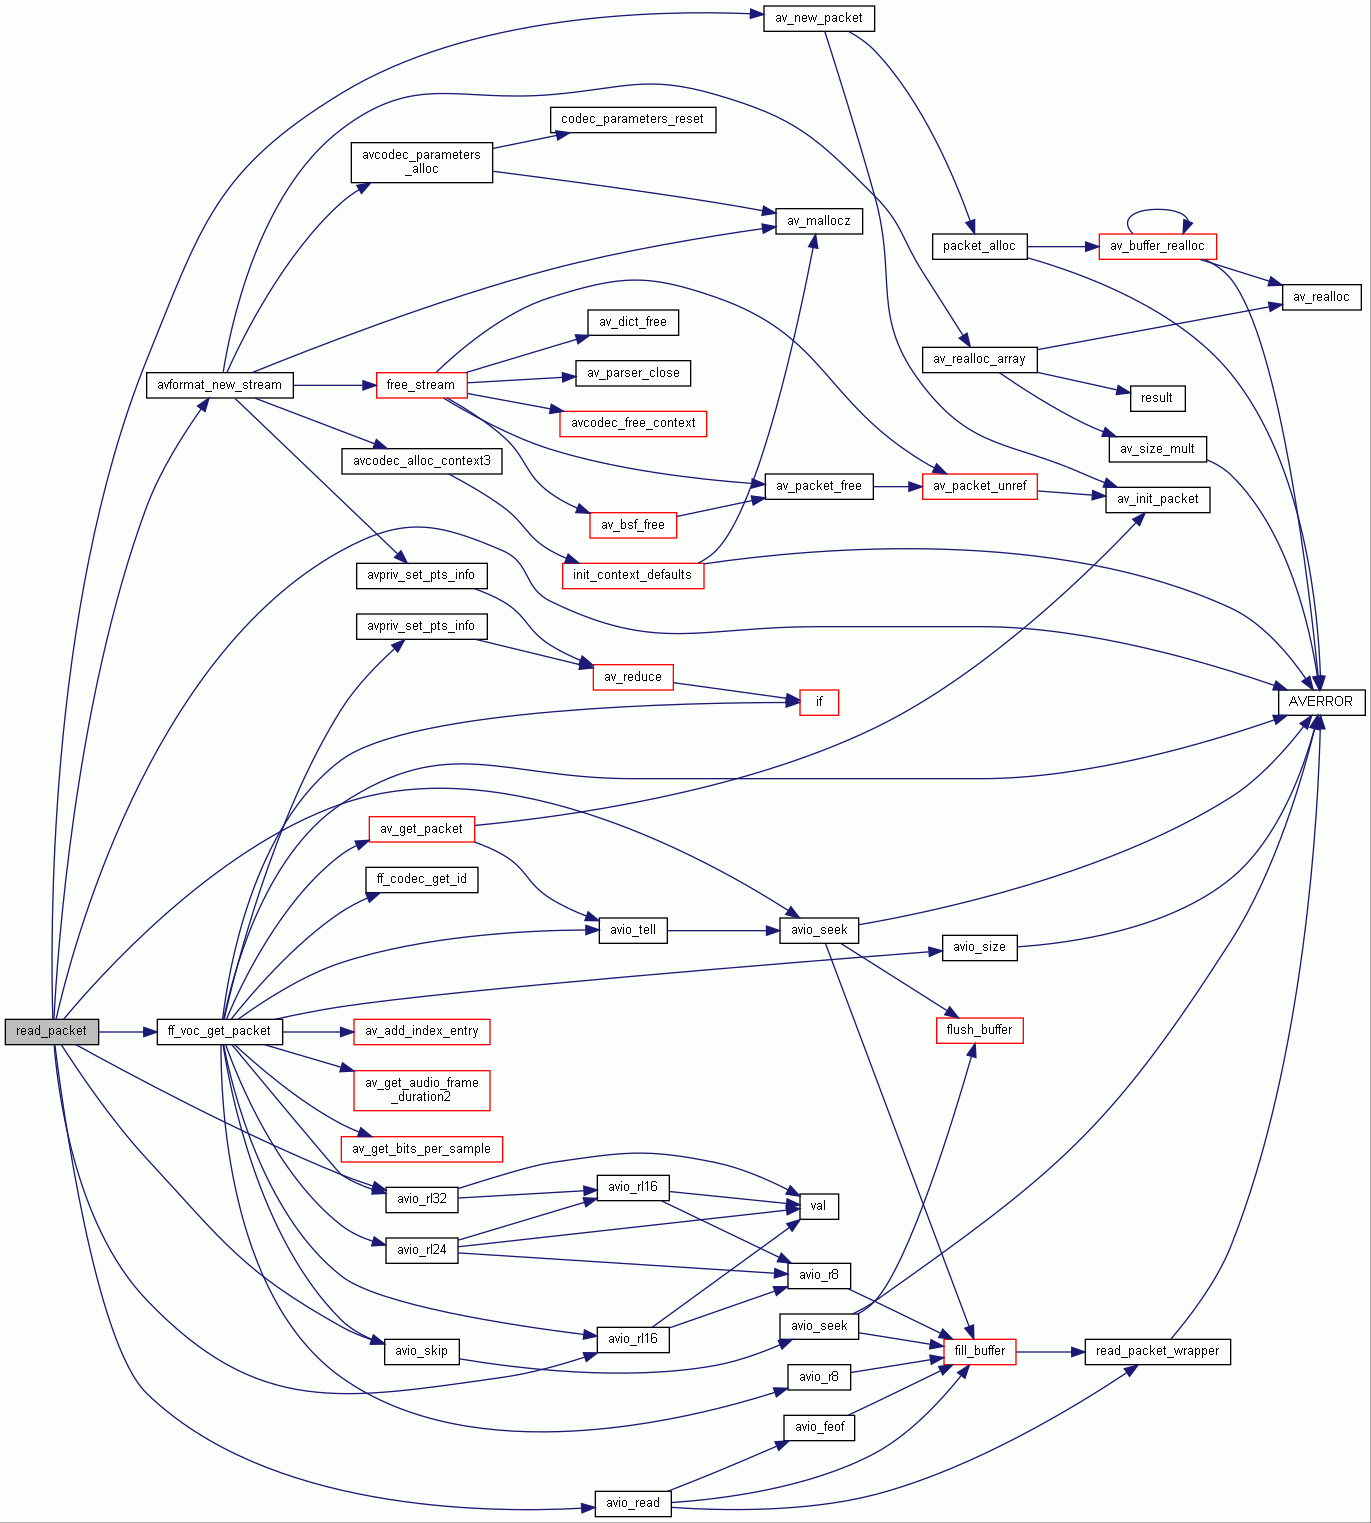 av_new_packet
codec_parameters_reset
avcodec_parameters
_alloc
av_mallocz
packet_alloc
av_buffer_realloc
av_realloc
av_dict_free
av_realloc_array
avformat_new_stream
free_stream
av_parser_close
result
avcodec_free_context
av_size_mult
avcodec_alloc_context3
av_packet_free
av_packet_unref
av_init_packet
av_bsf_free
avpriv_set_pts_info
init_context_defaults
avpriv_set_pts_info
av_reduce
if
AVERROR
av_get_packet
ff_codec_get_id
avio_tell
avio_seek
avio_size
read_packet
ff_voc_get_packet
av_add_index_entry
flush_buffer
av_get_audio_frame
_duration2
av_get_bits_per_sample
avio_rl32
avio_rl16
val
avio_rl24
avio_r8
avio_seek
avio_rl16
avio_skip
fill_buffer
read_packet_wrapper
avio_r8
avio_feof
avio_read